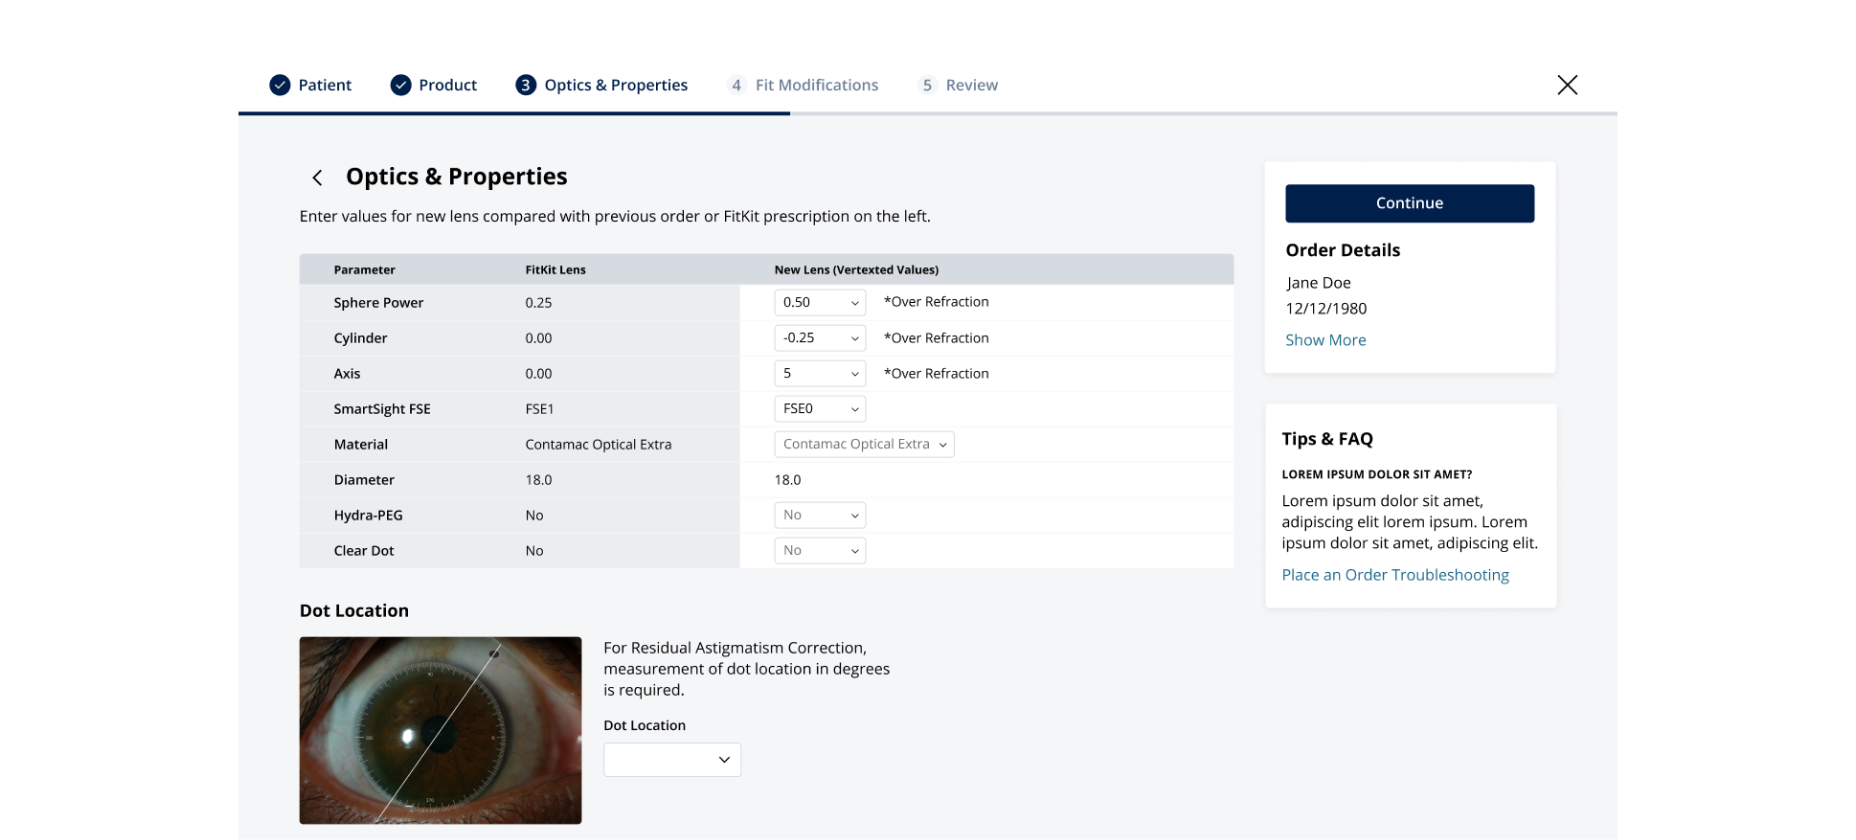 Patient
Product
3 Optics & Properties
4 Fit Modifications
5 Review
Optics & Properties
Enter values for new lens compared with previous order or FitKit prescription on the left.
Parameter FitKit Lens New Lens (Vertexted Values)
Sphere Power 0.25 0.50 *Over Refraction
Cylinder 0.00 -0.25 *Over Refraction
Axis 0.00 5 *Over Refraction
SmartSight FSE FSE1 FSE0
Material Contamac Optical Extra Contamac Optical Extra
Diameter 18.0 18.0
Hydra-PEG No No
Clear Dot No No
Dot Location
For Residual Astigmatism Correction,
measurement of dot location in degrees
is required.
Dot Location
Continue
Order Details
Jane Doe
12/12/1980
Show More
Tips & FAQ
LOREM IPSUM DOLOR SIT AMET?
Lorem ipsum dolor sit amet,
adipiscing elit lorem ipsum. Lorem
ipsum dolor sit amet, adipiscing elit.
Place an Order Troubleshooting